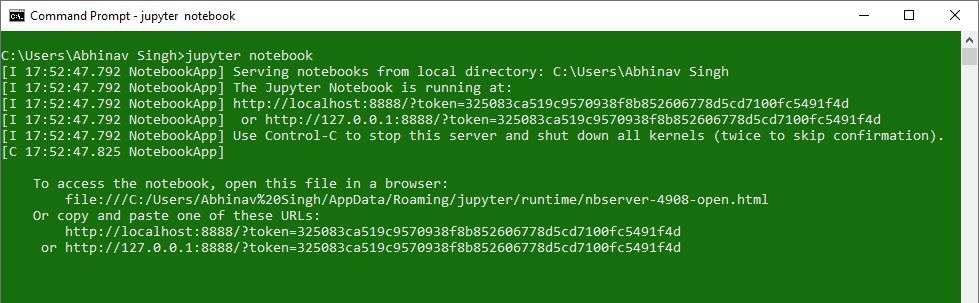 Command Prompt - jupyter  notebook
C:\Users\Abhinav Singh>jupyter notebook
[I 17:52:47.792 NotebookApp] Serving notebooks from local directory: C:\Users\Abhinav Singh
[I 17:52:47.792 NotebookApp] The Jupyter Notebook is running at:
[I 17:52:47.792 NotebookApp] http://localhost:8888/?token=325083ca519c9570938f8b852606778d5cd7100fc5491f4d
[I 17:52:47.792 NotebookApp]  or http://127.0.0.1:8888/?token=325083ca519c9570938f8b852606778d5cd7100fc5491f4d
[I 17:52:47.792 NotebookApp] Use Control-C to stop this server and shut down all kernels (twice to skip confirmation).
[C 17:52:47.825 NotebookApp]
    To access the notebook, open this file in a browser:
        file:///C:/Users/Abhinav%20Singh/AppData/Roaming/jupyter/runtime/nbserver-4908-open.html
    Or copy and paste one of these URLs:
        http://localhost:8888/?token=325083ca519c9570938f8b852606778d5cd7100fc5491f4d
     or http://127.0.0.1:8888/?token=325083ca519c9570938f8b852606778d5cd7100fc5491f4d